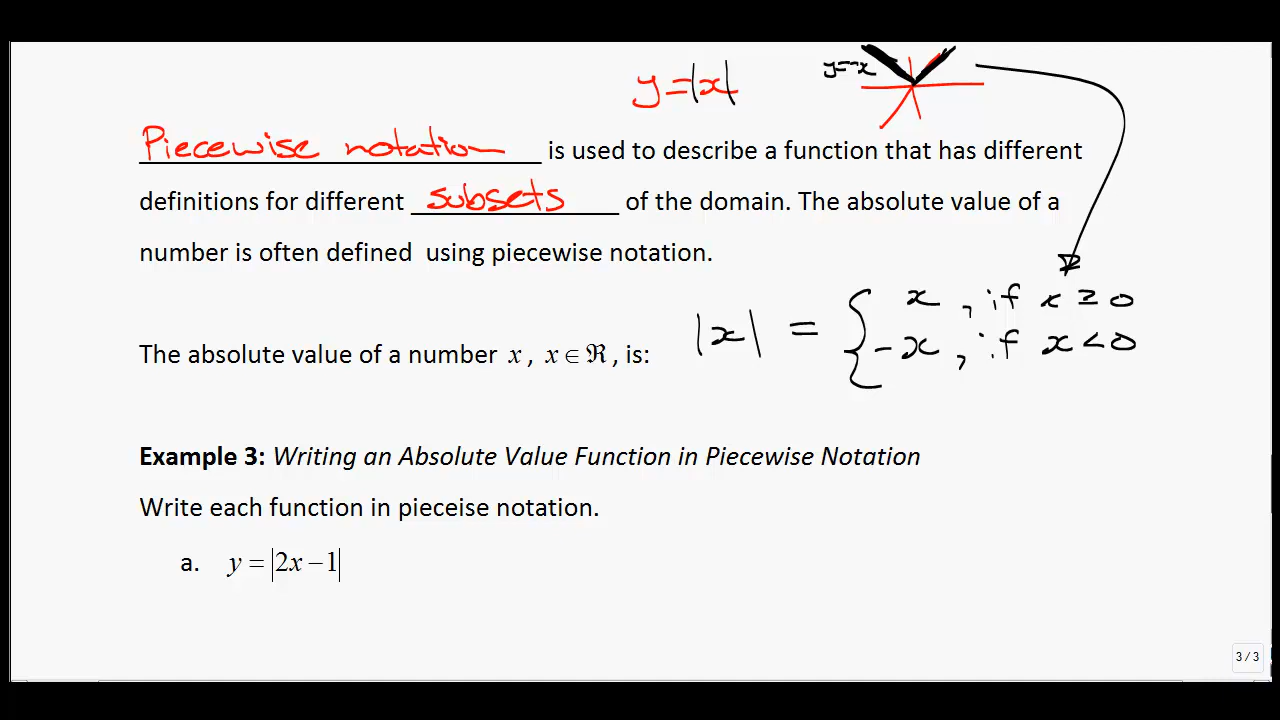 y = |x|
y = -x
Piecewise notation is used to describe a function that has different
definitions for different subsets of the domain. The absolute value of a
number is often defined using piecewise notation.
|x| = { x , if x ≥ 0
-x , if x < 0
The absolute value of a number x , x ∈ ℜ , is:
Example 3: Writing an Absolute Value Function in Piecewise Notation
Write each function in pieceise notation.
a. y = |2x − 1|
3 / 3